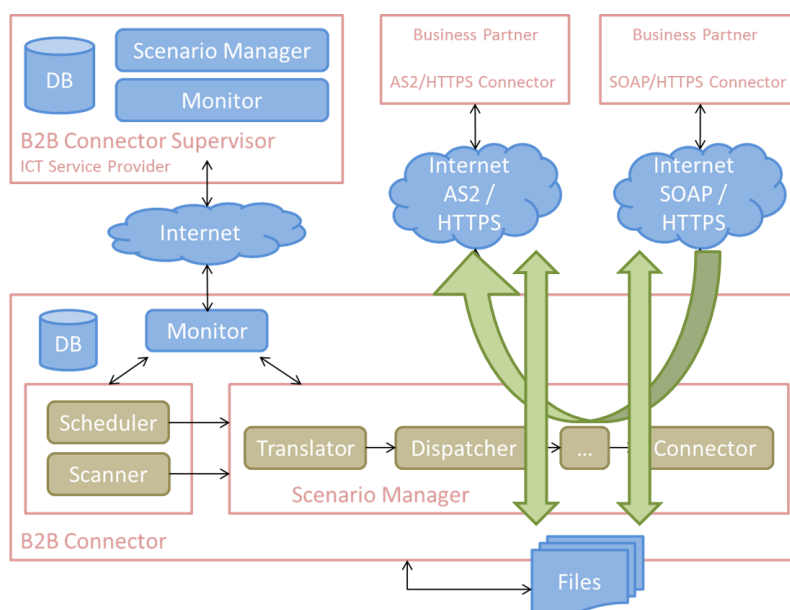 DB
Scenario Manager
Monitor
B2B Connector Supervisor
ICT Service Provider
Business Partner
AS2/HTTPS Connector
Business Partner
SOAP/HTTPS Connector
Internet
AS2 /
HTTPS
Internet
SOAP /
HTTPS
Internet
DB
Monitor
Scheduler
Scanner
Translator
Dispatcher
...
Connector
Scenario Manager
B2B Connector
Files